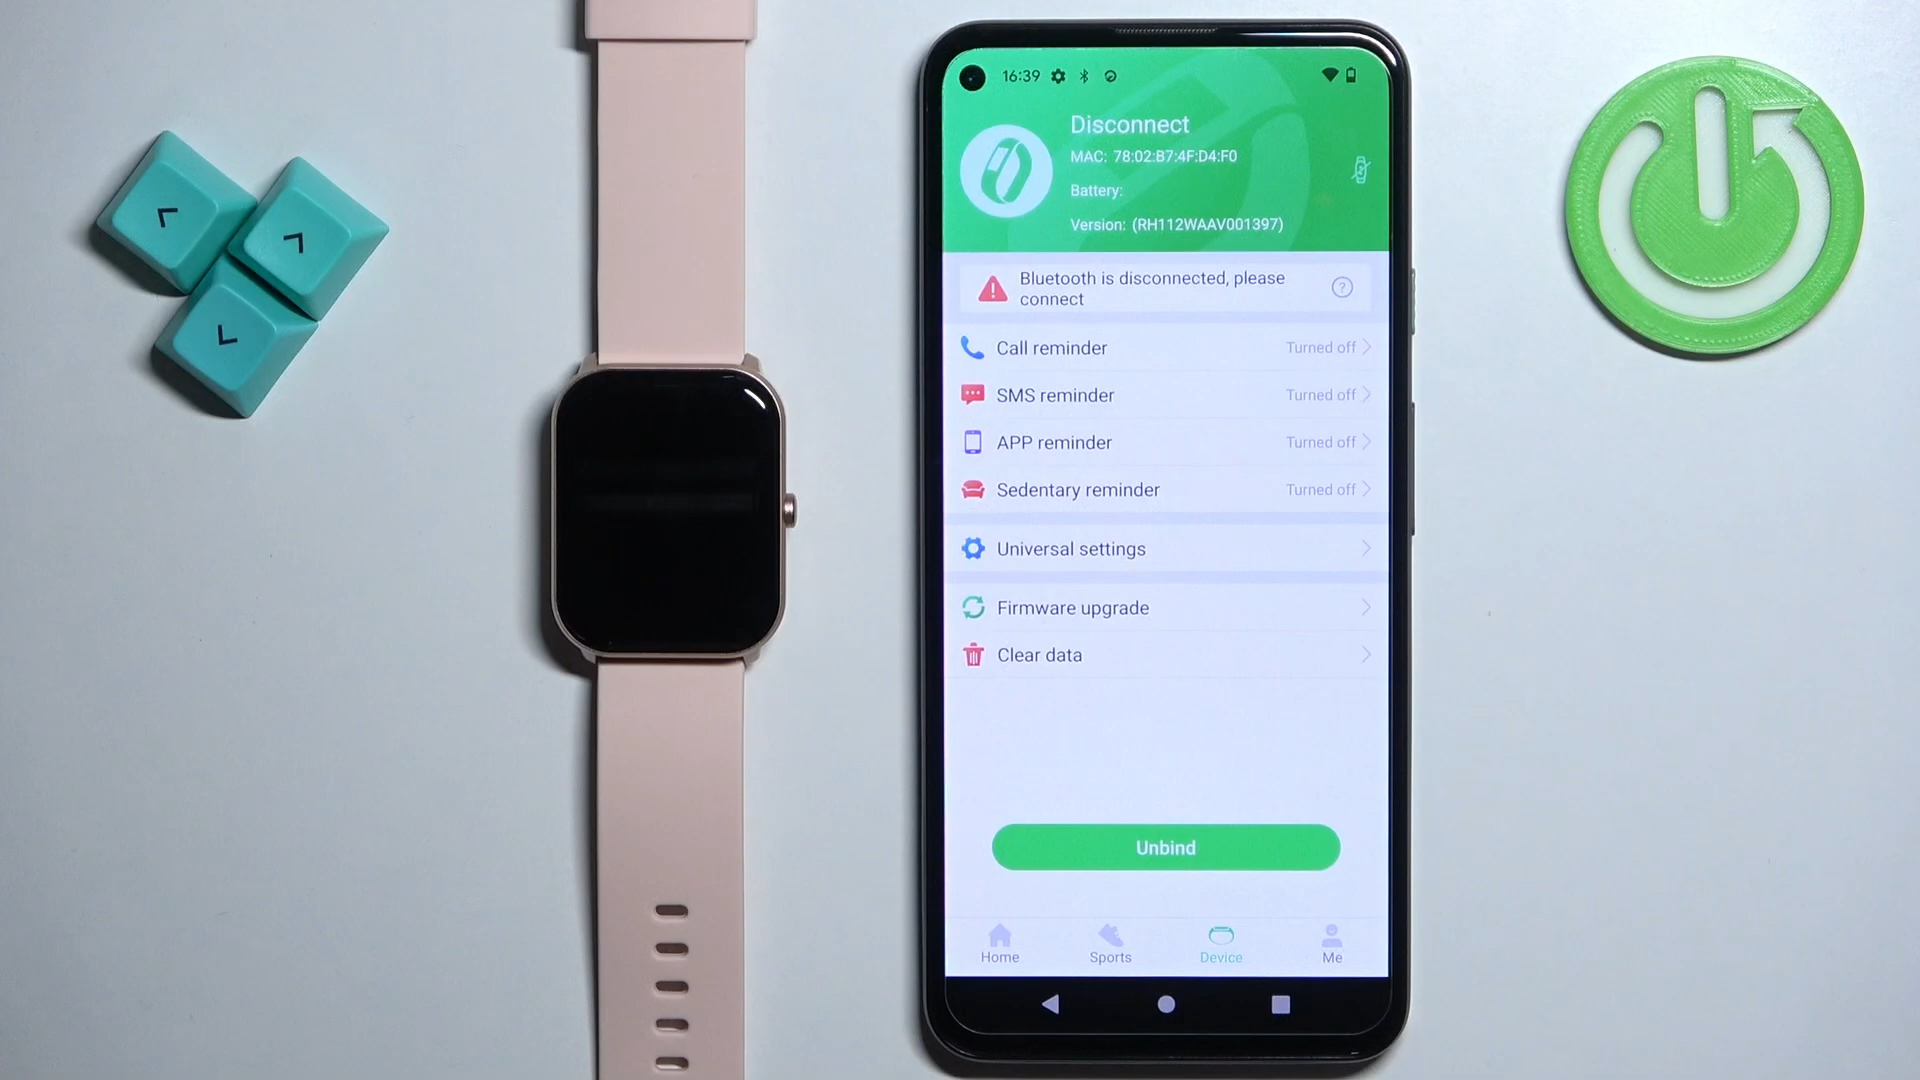 16:39
Disconnect
MAC: 78:02:B7:4F:D4:F0
Battery:
Version: (RH112WAAV001397)
Bluetooth is disconnected, please
connect
?
Call reminder Turned off
SMS reminder Turned off
APP reminder Turned off
Sedentary reminder Turned off
Universal settings
Firmware upgrade
Clear data
Unbind
Home Sports Device Me